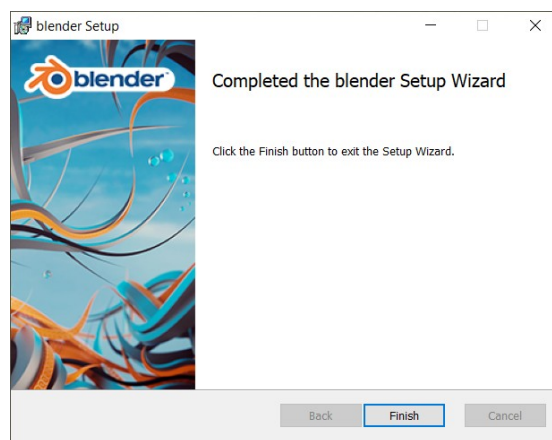 blender Setup
blender
Completed the blender Setup Wizard
Click the Finish button to exit the Setup Wizard.
Back Finish Cancel